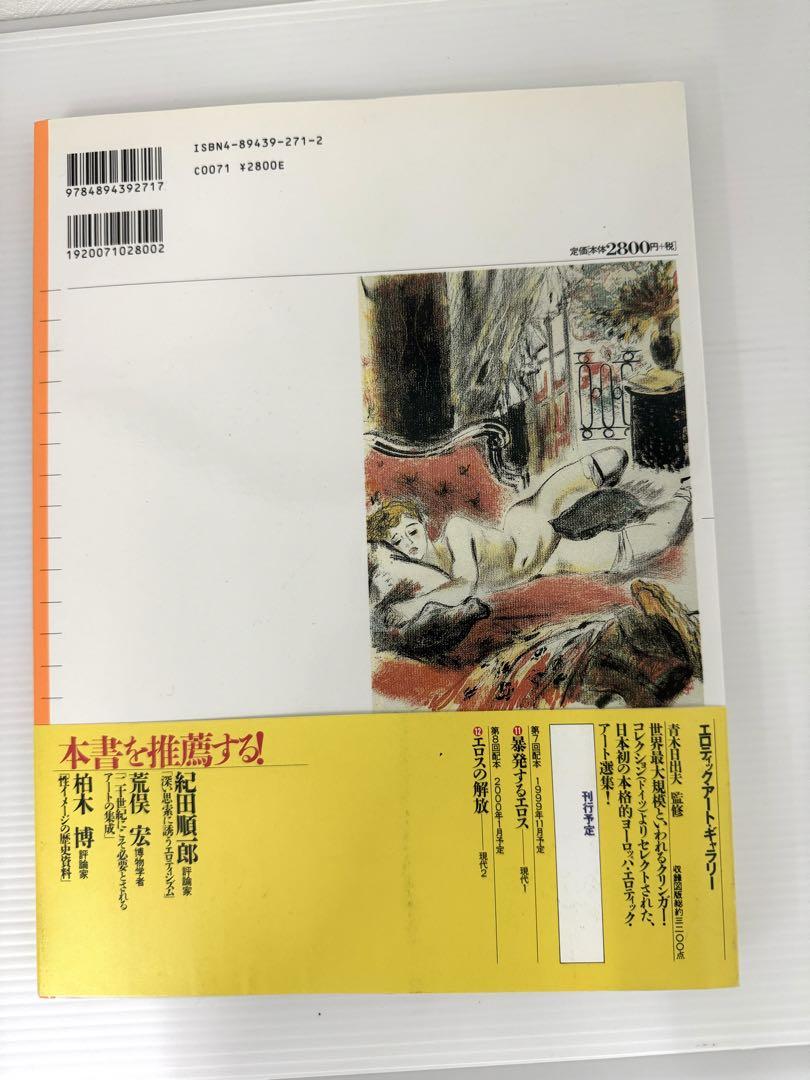 ISBN4-89439-271-2
C0071 ¥2800E
9784894392717
1920071028002
定価[本体2800円+税]
エロティック・アート・ギャラリー
青木日出夫 監修
収録図版総約三二〇〇点
世界最大規模といわれるクリンガー・
コレクション(ドイツ)よりセレクトされた、
日本初の本格的ヨーロッパ・エロティック・
アート選集!
刊行予定
第7回配本 1999年11月予定
⓫暴発するエロス——現代1
第8回配本 2000年1月予定
⓬エロスの解放——現代2
本書を推薦する!
紀田順一郎 評論家
「深い思索に誘うエロティシズム」
荒俣 宏 博物学者
「二十世紀にこそ必要とされる
アートの集成」
柏木 博 評論家
「性イメージの歴史資料」